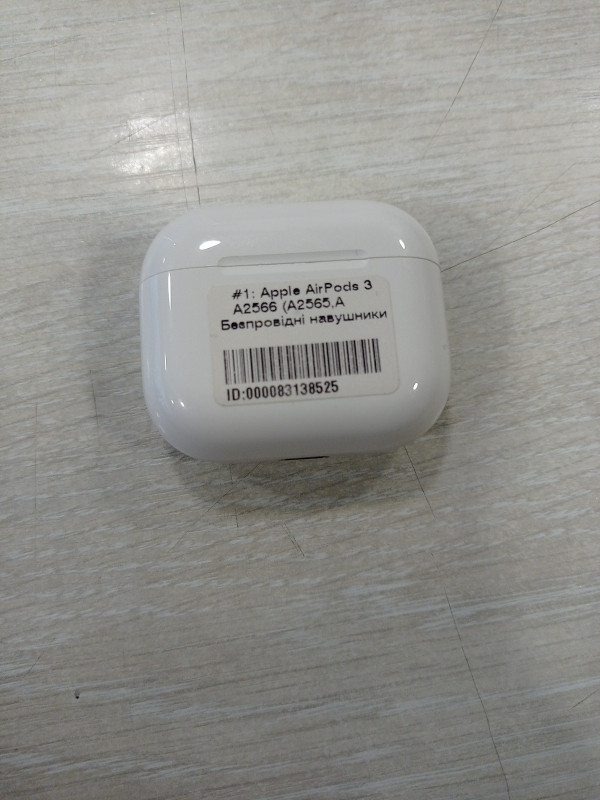 #1: Apple AirPods 3
A2566 (A2565,A
Безпровідні навушники
ID:000083138525